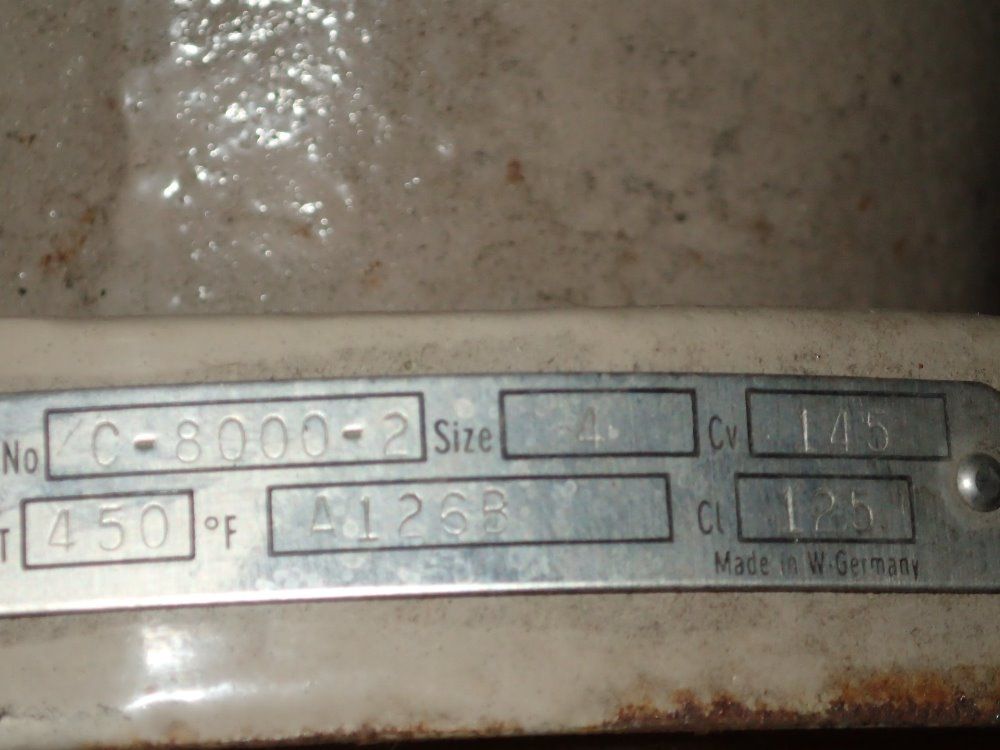 No C-8000-2 Size 4 Cv 145
T 450 °F A126B Cl 125
Made in W.Germany